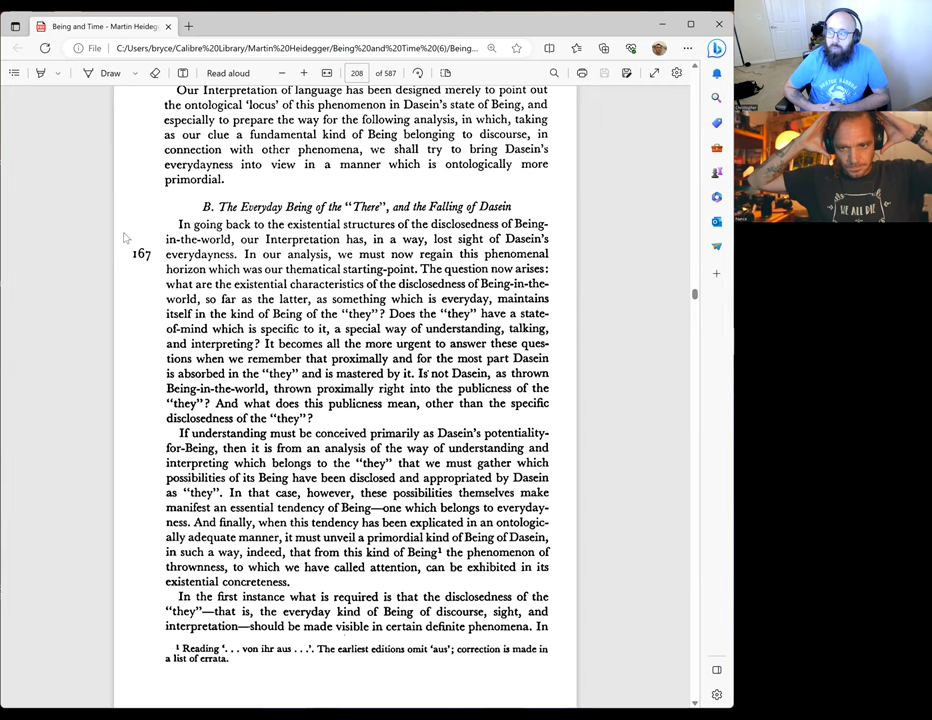 Being and Time - Martin Heideg
File
C:/Users/bryce/Calibre%20Library/Martin%20Heidegger/Being%20and%20Time%20(6)/Being...
Draw
Read aloud
208
of 587
Our Interpretation of language has been designed merely to point out
the ontological ‘locus’ of this phenomenon in Dasein’s state of Being, and
especially to prepare the way for the following analysis, in which, taking
as our clue a fundamental kind of Being belonging to discourse, in
connection with other phenomena, we shall try to bring Dasein’s
everydayness into view in a manner which is ontologically more
primordial.
B. The Everyday Being of the “There”, and the Falling of Dasein
In going back to the existential structures of the disclosedness of Being-
in-the-world, our Interpretation has, in a way, lost sight of Dasein’s
167 everydayness. In our analysis, we must now regain this phenomenal
horizon which was our thematical starting-point. The question now arises:
what are the existential characteristics of the disclosedness of Being-in-the-
world, so far as the latter, as something which is everyday, maintains
itself in the kind of Being of the “they”? Does the “they” have a state-
of-mind which is specific to it, a special way of understanding, talking,
and interpreting? It becomes all the more urgent to answer these ques-
tions when we remember that proximally and for the most part Dasein
is absorbed in the “they” and is mastered by it. Is not Dasein, as thrown
Being-in-the-world, thrown proximally right into the publicness of the
“they”? And what does this publicness mean, other than the specific
disclosedness of the “they”?
If understanding must be conceived primarily as Dasein’s potentiality-
for-Being, then it is from an analysis of the way of understanding and
interpreting which belongs to the “they” that we must gather which
possibilities of its Being have been disclosed and appropriated by Dasein
as “they”. In that case, however, these possibilities themselves make
manifest an essential tendency of Being—one which belongs to everyday-
ness. And finally, when this tendency has been explicated in an ontologic-
ally adequate manner, it must unveil a primordial kind of Being of Dasein,
in such a way, indeed, that from this kind of Being¹ the phenomenon of
thrownness, to which we have called attention, can be exhibited in its
existential concreteness.
In the first instance what is required is that the disclosedness of the
“they”—that is, the everyday kind of Being of discourse, sight, and
interpretation—should be made visible in certain definite phenomena. In
¹ Reading ‘. . . von ihr aus . . .’. The earliest editions omit ‘aus’; correction is made in
a list of errata.
Christopher
WE ALL DIE